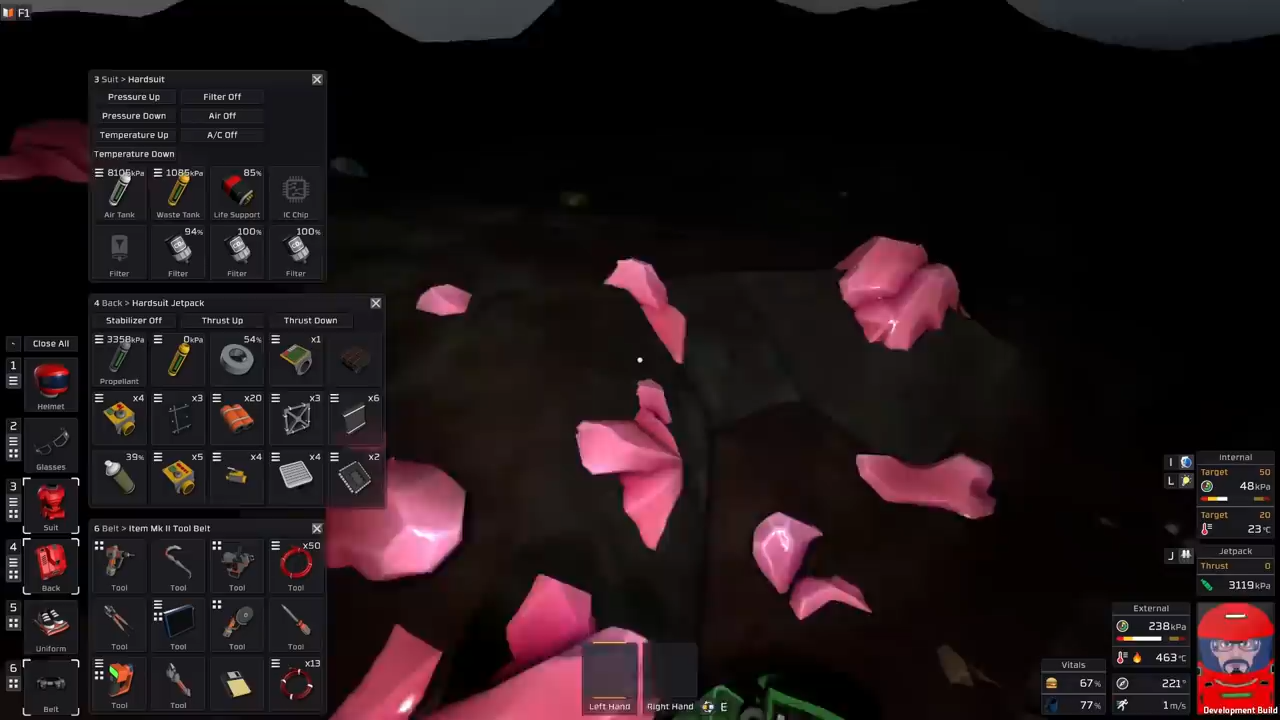 F1
3 Suit > Hardsuit
Pressure Up
Filter Off
Pressure Down
Air Off
Temperature Up
A/C Off
Temperature Down
8105kPa
1085kPa
85%
Air Tank
Waste Tank
Life Support
IC Chip
94%
100%
100%
Filter
Filter
Filter
Filter
4 Back > Hardsuit Jetpack
Stabilizer Off
Thrust Up
Thrust Down
3358kPa
0kPa
54%
x1
Propellant
x4
x3
x20
x3
x6
39%
x5
x4
x4
x2
6 Belt > Item Mk II Tool Belt
x50
Tool
Tool
Tool
Tool
Tool
Tool
Tool
Tool
x13
Tool
Tool
Tool
Close All
1
Helmet
2
Glasses
3
Suit
4
Back
5
Uniform
6
Belt
Left Hand
Right Hand
E
Internal
I
Target 50
L
48kPa
Target 20
23°C
Jetpack
J
Thrust 0
3119kPa
External
238kPa
463°C
Vitals
67%
221°
77%
1m/s
Development Build